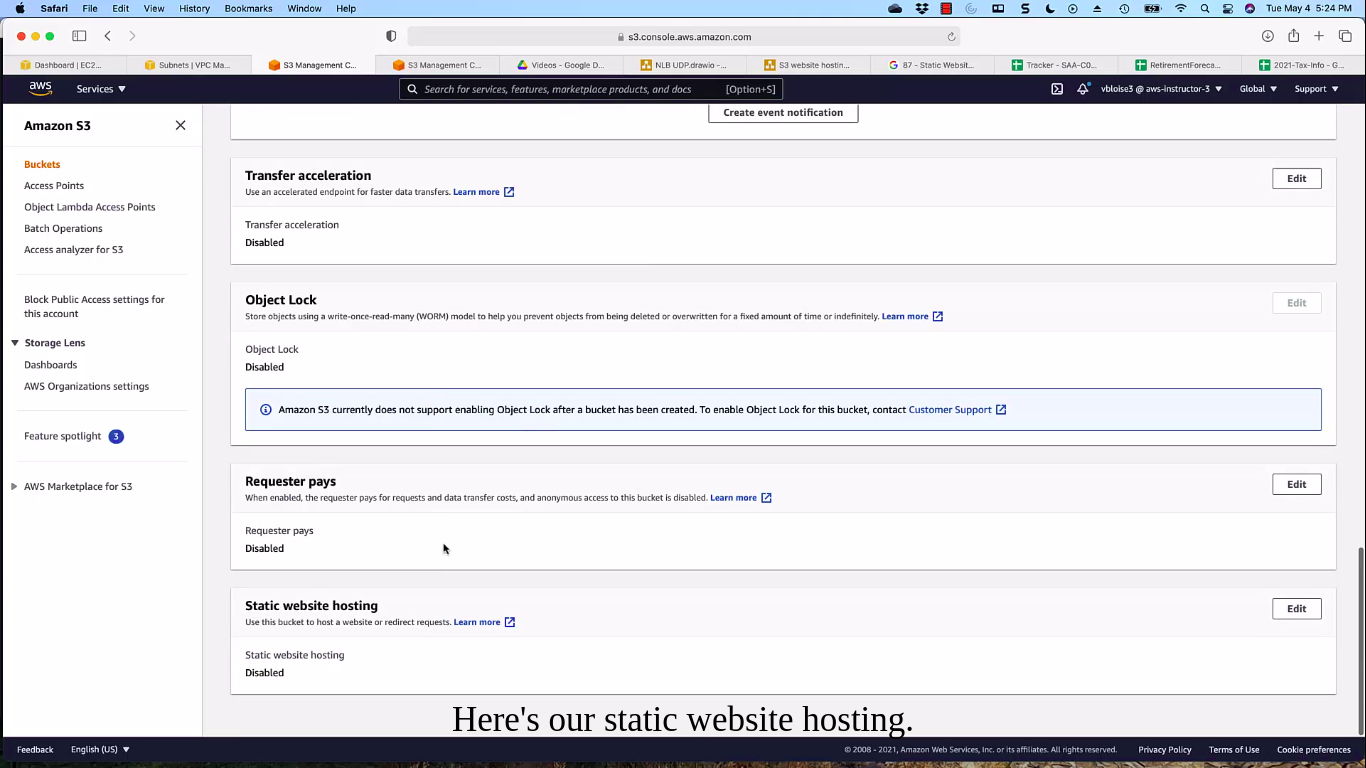 Safari File Edit View History Bookmarks Window Help Tue May 4 5:24 PM
s3.console.aws.amazon.com
Dashboard | EC2... Subnets | VPC Ma... S3 Management C... S3 Management C... Videos - Google D... NLB UDP.drawio - ... S3 website hostin... 87 - Static Websit... Tracker - SAA-C0... RetirementForeca... 2021-Tax-Info - G...
aws Services Search for services, features, marketplace products, and docs [Option+S] vbloise3 @ aws-instructor-3 Global Support
Amazon S3
Buckets
Access Points
Object Lambda Access Points
Batch Operations
Access analyzer for S3
Block Public Access settings for
this account
Storage Lens
Dashboards
AWS Organizations settings
Feature spotlight 3
AWS Marketplace for S3
Create event notification
Transfer acceleration Edit
Use an accelerated endpoint for faster data transfers. Learn more
Transfer acceleration
Disabled
Object Lock Edit
Store objects using a write-once-read-many (WORM) model to help you prevent objects from being deleted or overwritten for a fixed amount of time or indefinitely. Learn more
Object Lock
Disabled
Amazon S3 currently does not support enabling Object Lock after a bucket has been created. To enable Object Lock for this bucket, contact Customer Support
Requester pays Edit
When enabled, the requester pays for requests and data transfer costs, and anonymous access to this bucket is disabled. Learn more
Requester pays
Disabled
Static website hosting Edit
Use this bucket to host a website or redirect requests. Learn more
Static website hosting
Disabled
Here's our static website hosting.
Feedback English (US) © 2008 - 2021, Amazon Web Services, Inc. or its affiliates. All rights reserved. Privacy Policy Terms of Use Cookie preferences